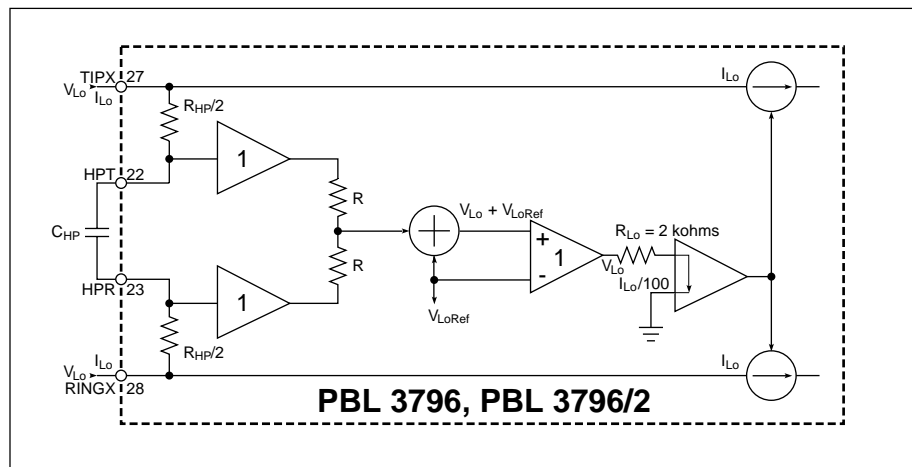 TIPX 27
V_Lo I_Lo
I_Lo
R_HP/2
1
HPT 22
R
C_HP
V_Lo + V_LoRef
R_Lo = 2 kohms
+
1
-
V_Lo
R
I_Lo/100
HPR 23
1
V_LoRef
R_HP/2
I_Lo
V_Lo
RINGX 28
I_Lo
PBL 3796, PBL 3796/2